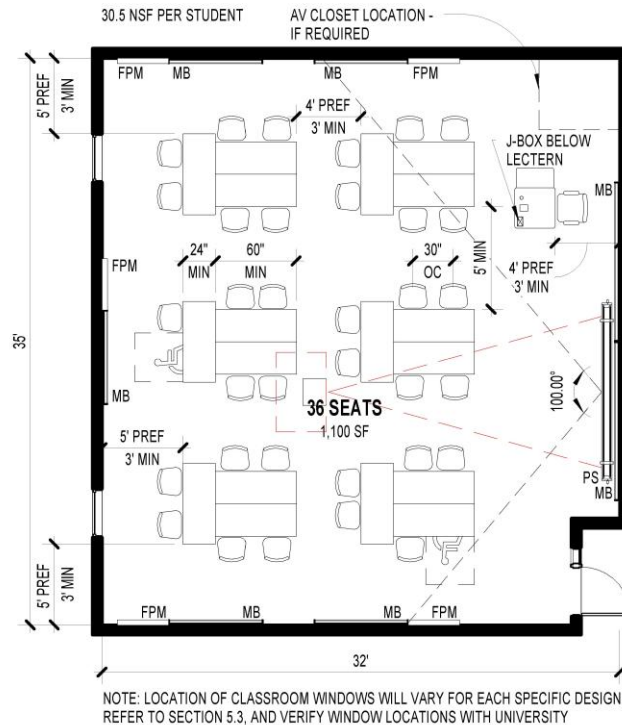 30.5 NSF PER STUDENT
AV CLOSET LOCATION -
IF REQUIRED
FPM
MB
MB
FPM
5' PREF
3' MIN
4' PREF
3' MIN
J-BOX BELOW
LECTERN
MB
FPM
24"
MIN
60"
MIN
30"
OC
5' MIN
4' PREF
3' MIN
35'
MB
36 SEATS
1,100 SF
100.00°
5' PREF
3' MIN
PS
MB
5' PREF
3' MIN
FPM
MB
MB
FPM
32'
NOTE: LOCATION OF CLASSROOM WINDOWS WILL VARY FOR EACH SPECIFIC DESIGN
REFER TO SECTION 5.3, AND VERIFY WINDOW LOCATIONS WITH UNIVERSITY